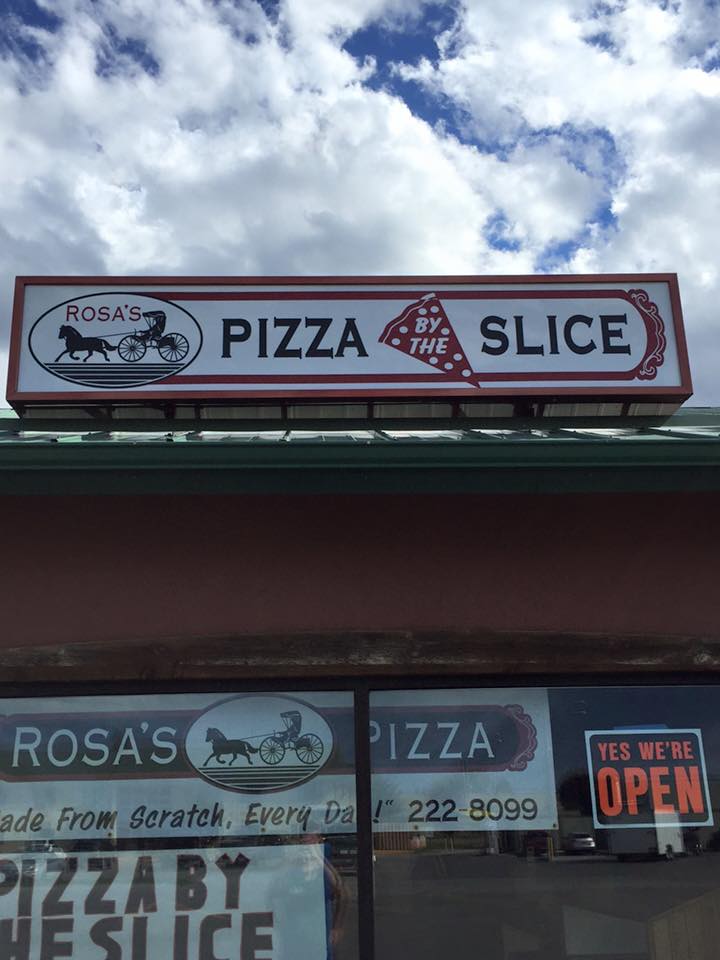 ROSA'S
PIZZA BY THE SLICE
ROSA'S PIZZA
ade From Scratch, Every Da !" 222-8099
YES WE'RE
OPEN
PIZZA BY
HE SLICE